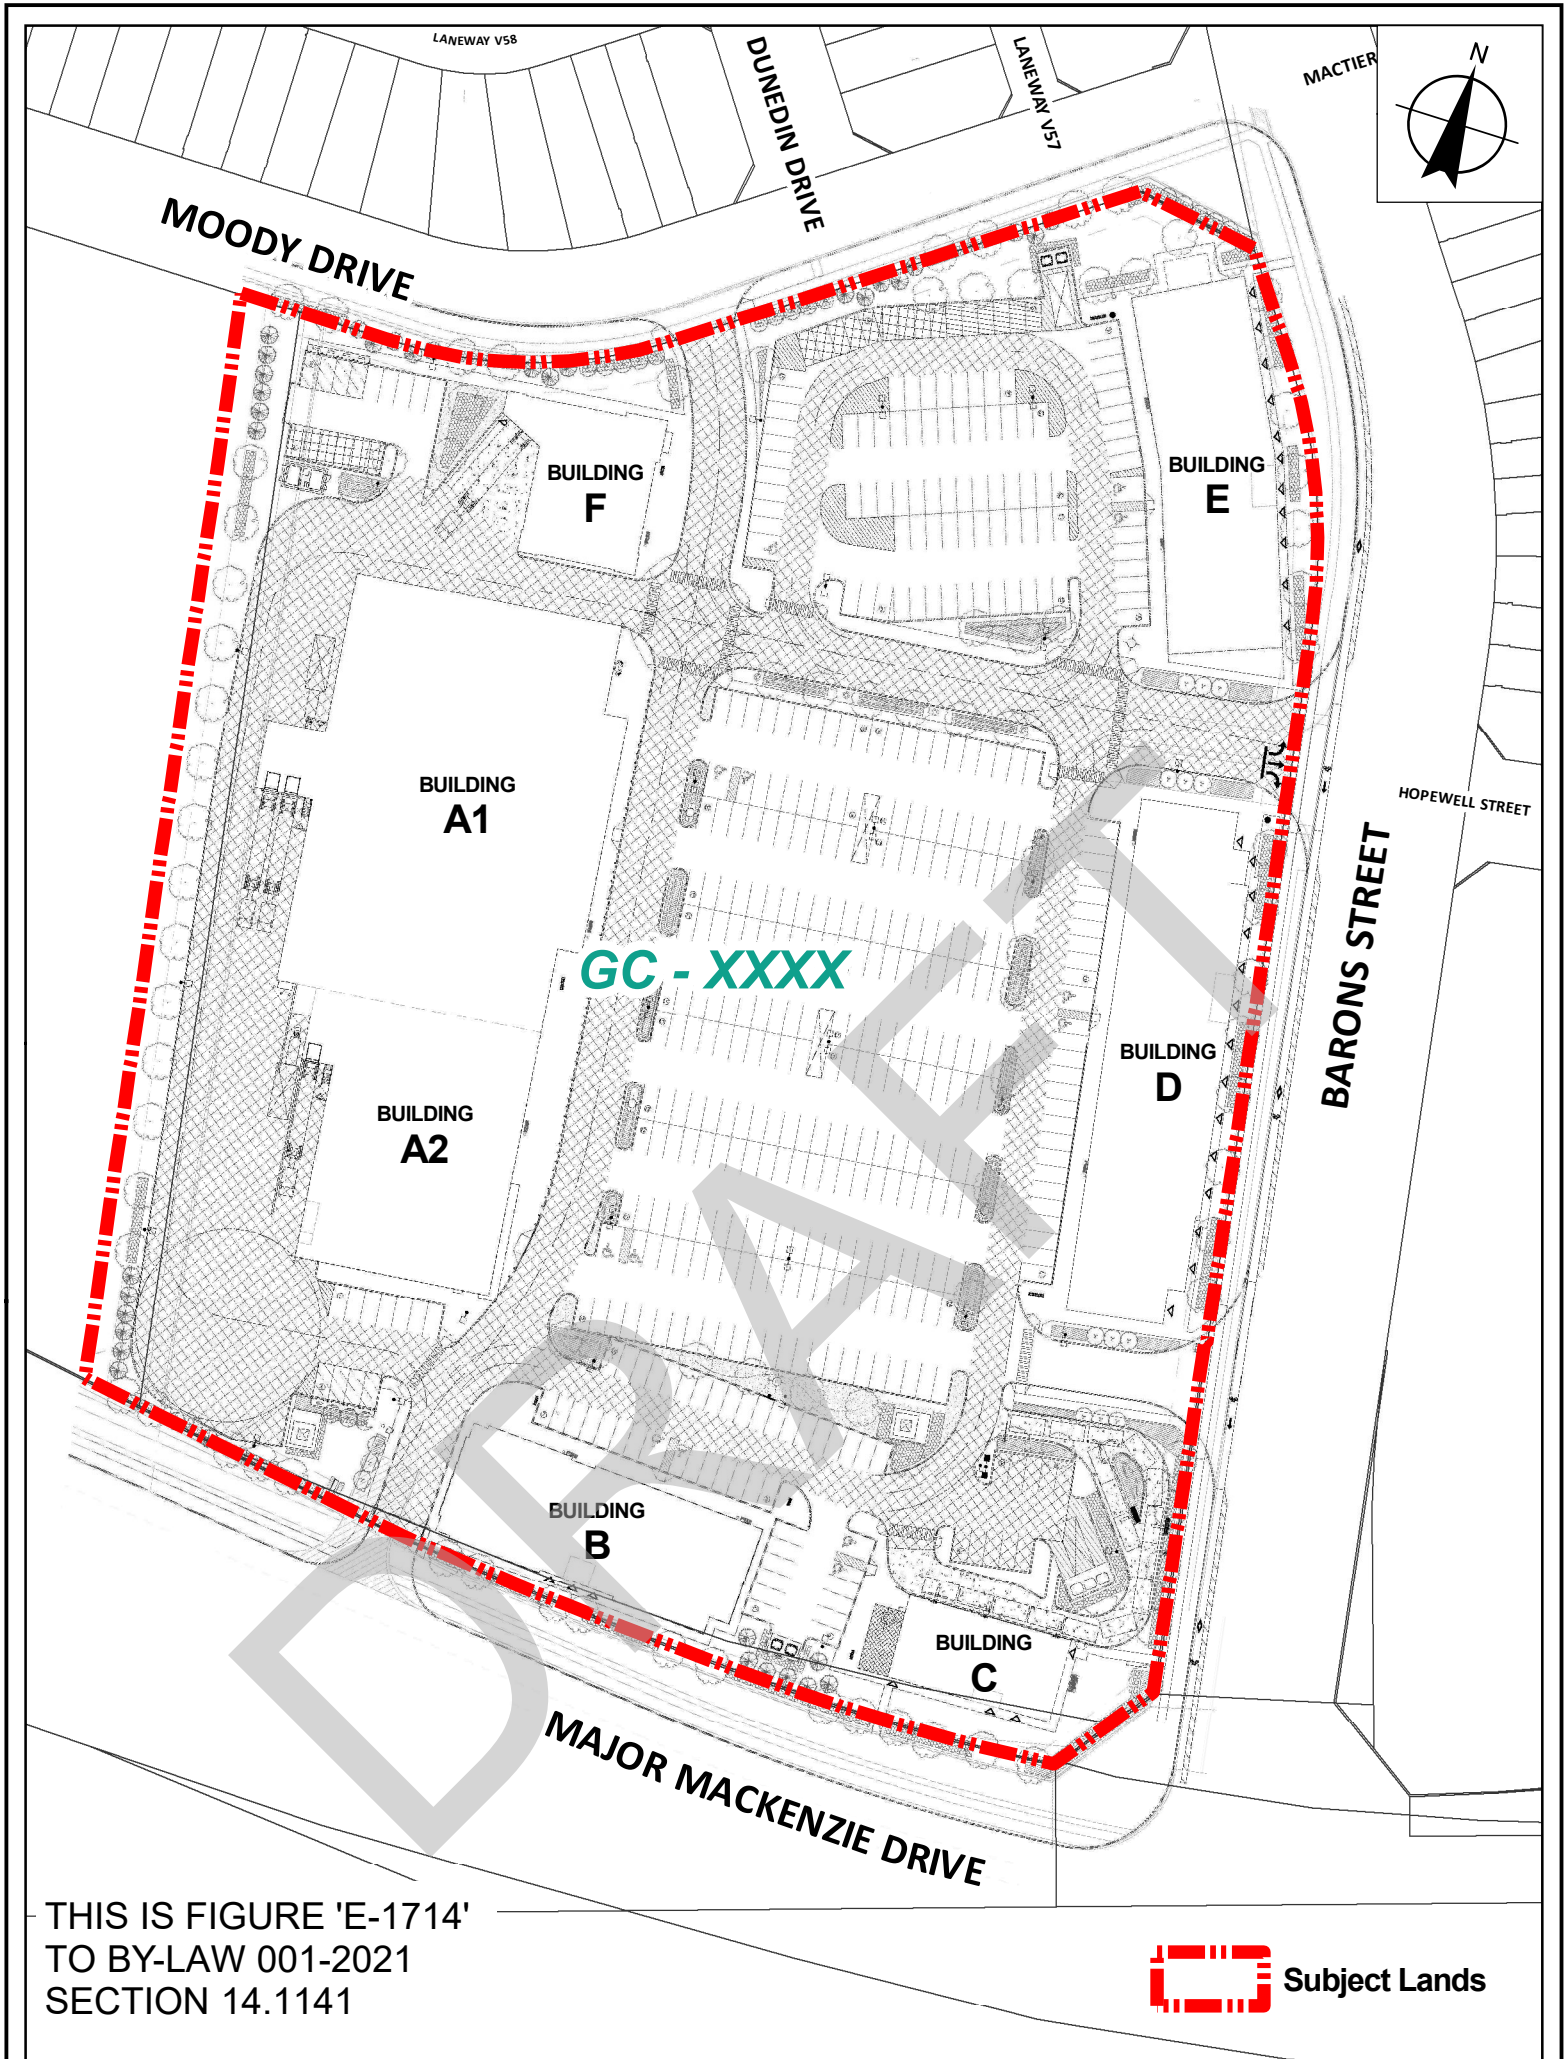 LANEWAY V58
DUNEDIN DRIVE
LANEWAY V57
MACTIER
N
MOODY DRIVE
BUILDING
F
BUILDING
E
BUILDING
A1
HOPEWELL STREET
GC - XXXX
BARONS STREET
BUILDING
D
BUILDING
A2
DRAFT
BUILDING
B
BUILDING
C
MAJOR MACKENZIE DRIVE
THIS IS FIGURE 'E-1714'
TO BY-LAW 001-2021
SECTION 14.1141
Subject Lands